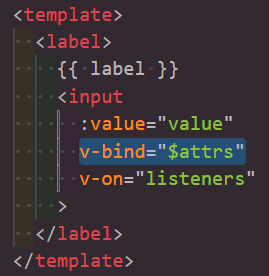 <template>
<label>
{{ label }}
<input
:value="value"
v-bind="$attrs"
v-on="listeners"
>
</label>
</template>